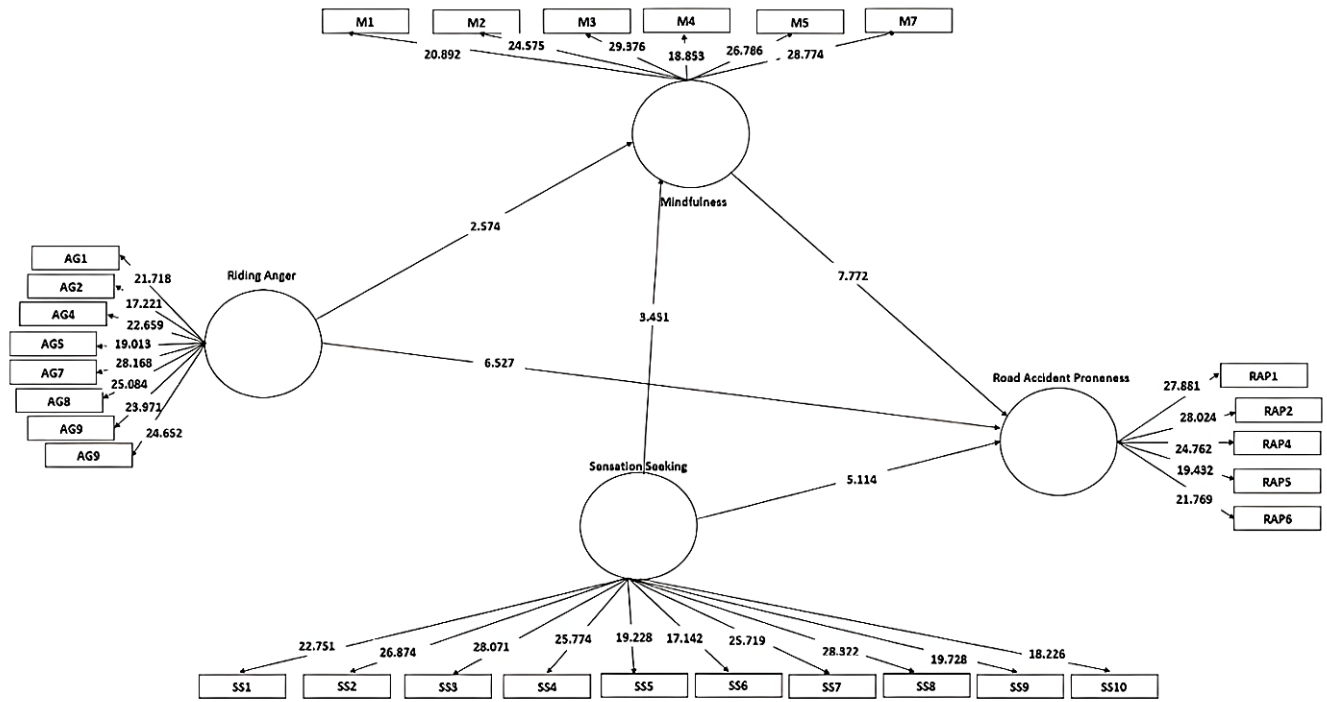 M1
M2
M3
M4
M5
M7
20.892
24.575
29.376
18.853
26.786
28.774
Mindfulness
2.574
7.772
3.451
6.527
5.114
Riding Anger
AG1
AG2
AG4
AG5
AG7
AG8
AG9
AG9
21.718
17.221
22.659
19.013
28.168
25.084
23.971
24.652
Road Accident Proneness
27.881
28.024
24.762
19.432
21.769
RAP1
RAP2
RAP4
RAP5
RAP6
Sensation Seeking
22.751
26.874
28.071
25.774
19.228
17.142
25.719
28.322
19.728
18.226
SS1
SS2
SS3
SS4
SS5
SS6
SS7
SS8
SS9
SS10